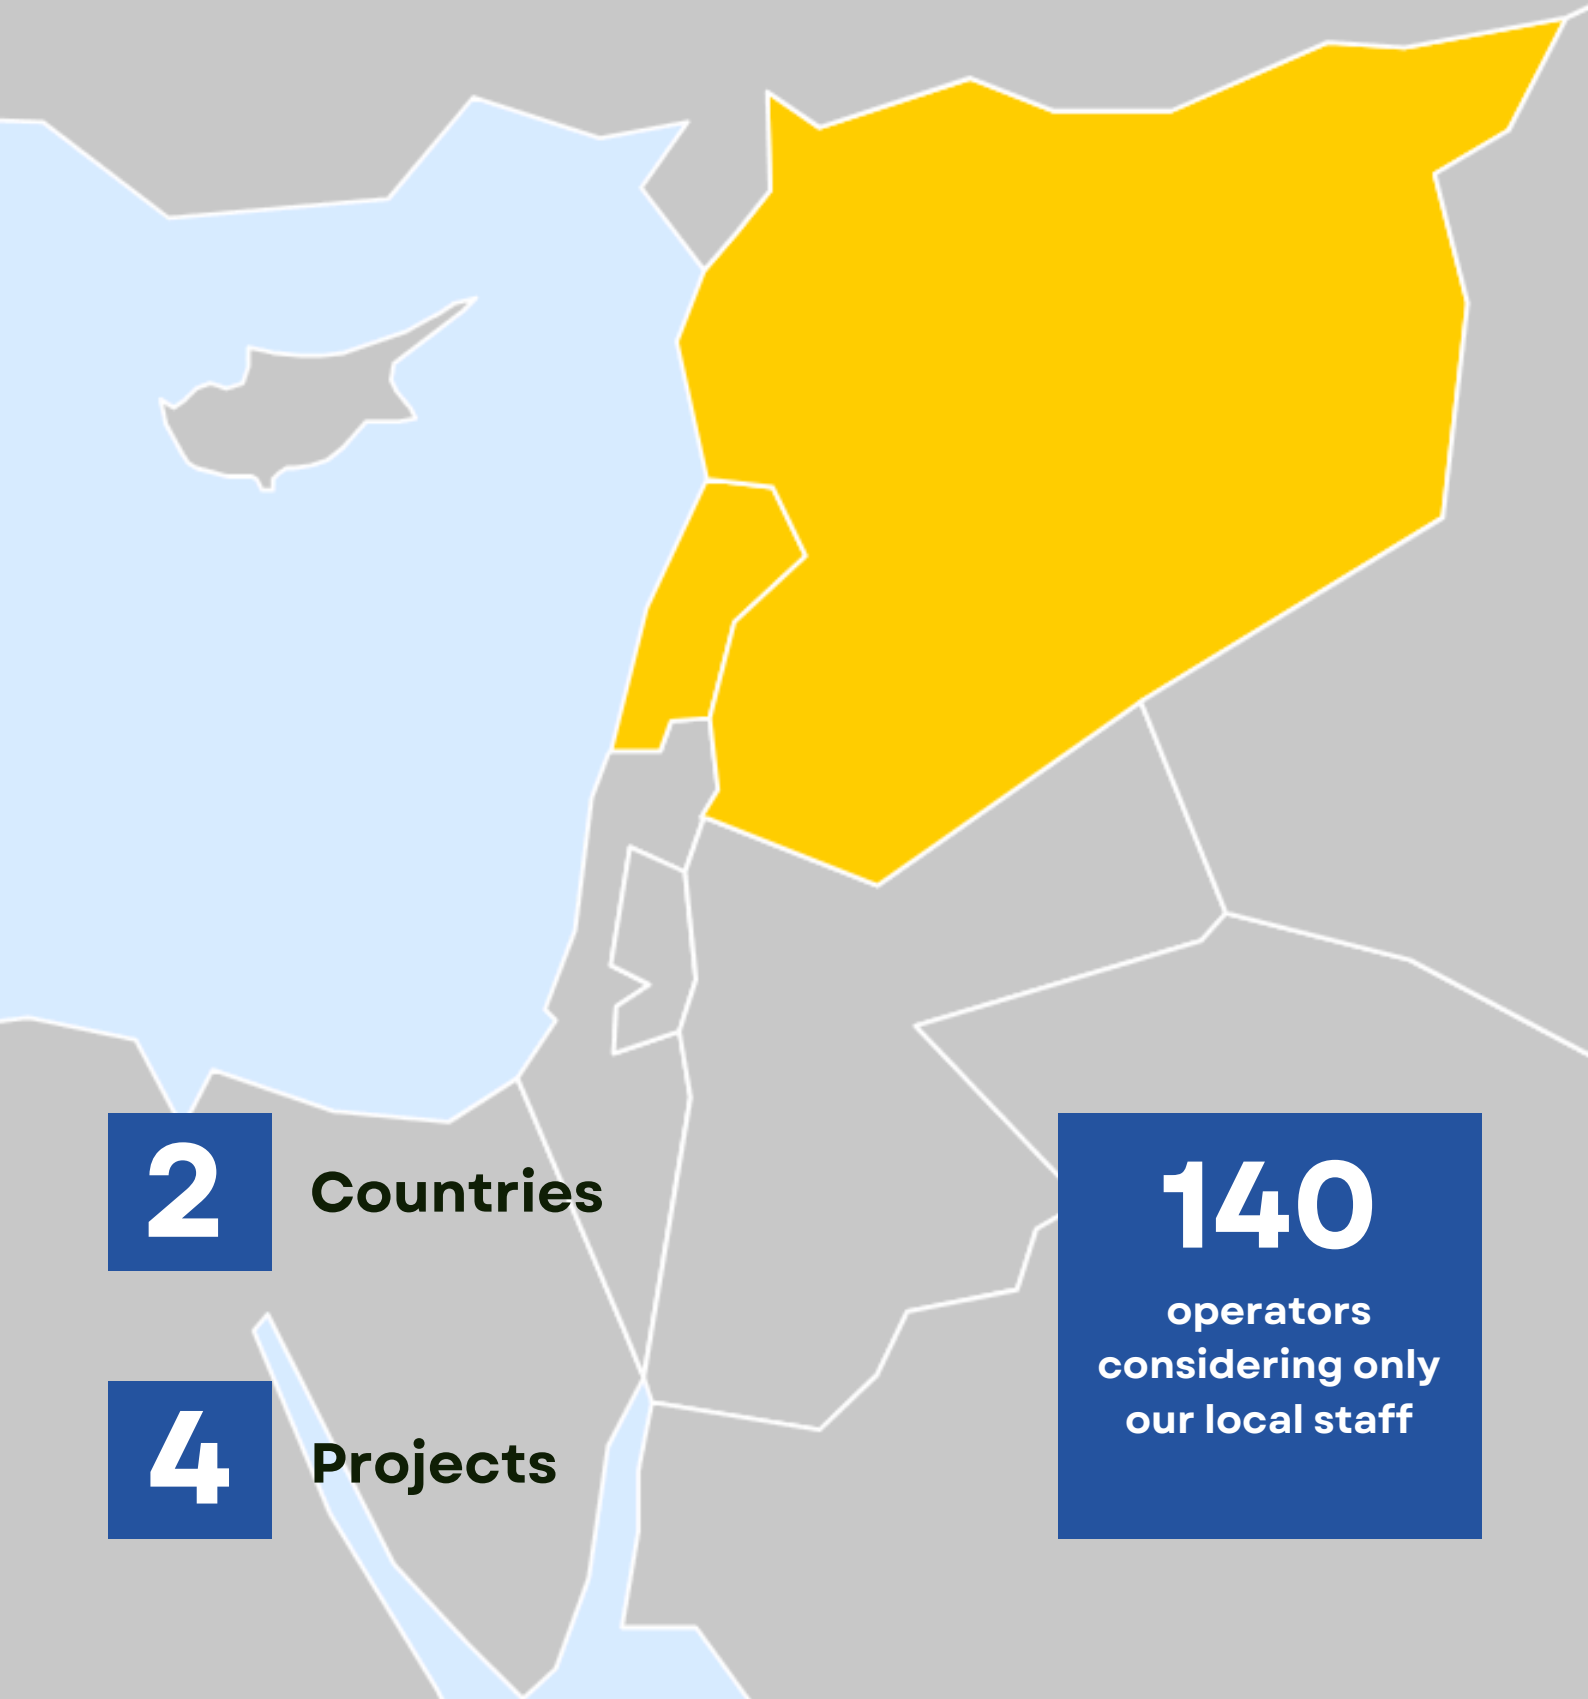 2
Countries
4
Projects
140
operators
considering only
our local staff